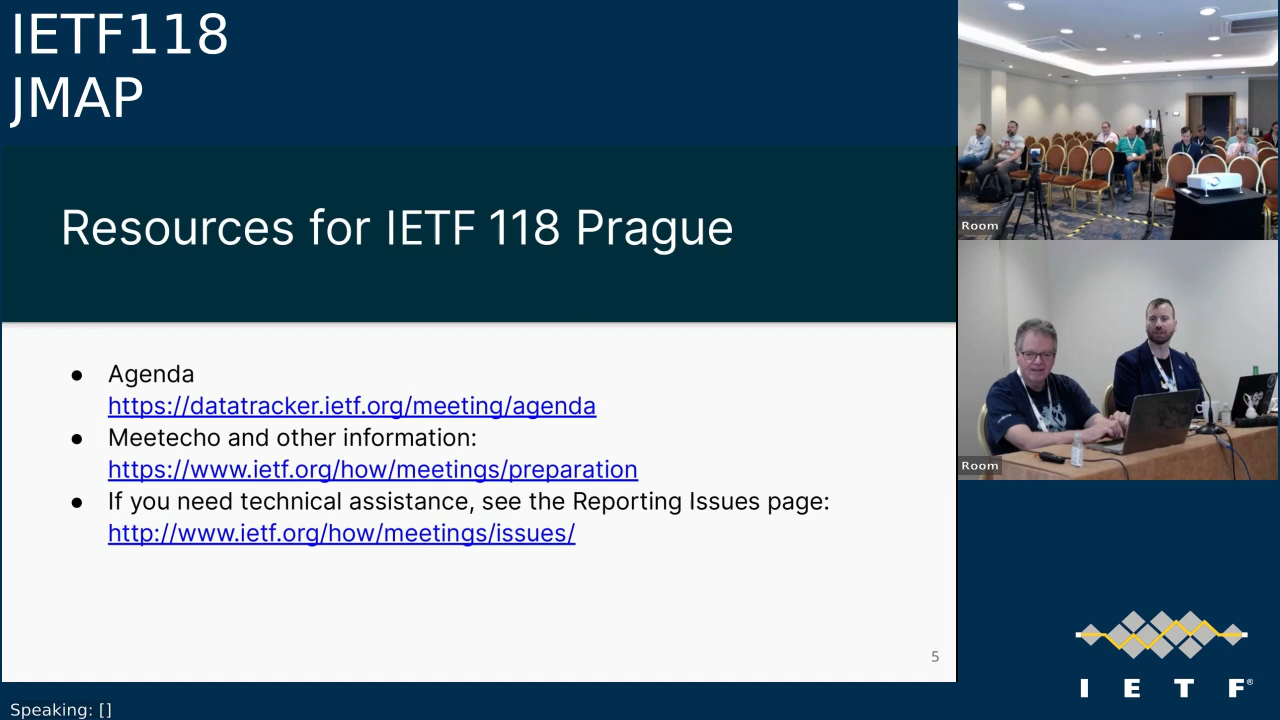 IETF118
JMAP
Resources for IETF 118 Prague
● Agenda
https://datatracker.ietf.org/meeting/agenda
● Meetecho and other information:
https://www.ietf.org/how/meetings/preparation
● If you need technical assistance, see the Reporting Issues page:
http://www.ietf.org/how/meetings/issues/
5
Speaking: []
Room
Room
I E T F®